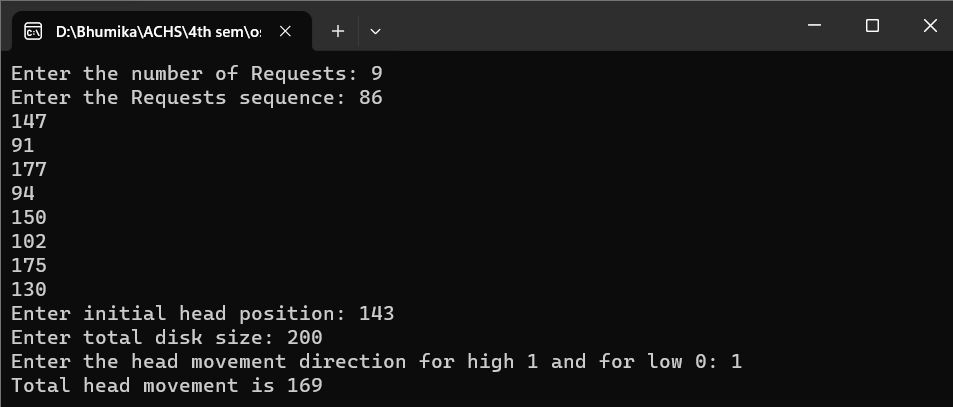 D:\Bhumika\ACHS\4th sem\os
Enter the number of Requests: 9
Enter the Requests sequence: 86
147
91
177
94
150
102
175
130
Enter initial head position: 143
Enter total disk size: 200
Enter the head movement direction for high 1 and for low 0: 1
Total head movement is 169